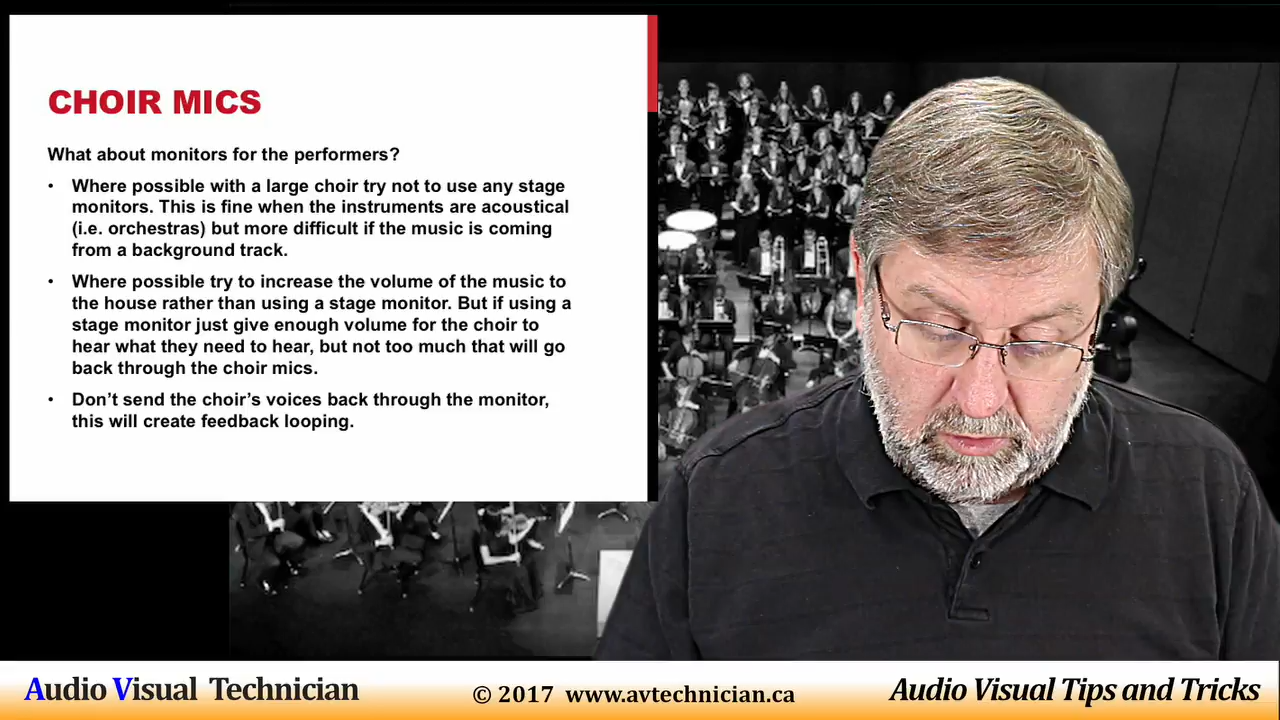 CHOIR MICS
What about monitors for the performers?
• Where possible with a large choir try not to use any stage
monitors. This is fine when the instruments are acoustical
(i.e. orchestras) but more difficult if the music is coming
from a background track.
• Where possible try to increase the volume of the music to
the house rather than using a stage monitor. But if using a
stage monitor just give enough volume for the choir to
hear what they need to hear, but not too much that will go
back through the choir mics.
• Don’t send the choir’s voices back through the monitor,
this will create feedback looping.
Audio Visual Technician
© 2017 www.avtechnician.ca
Audio Visual Tips and Tricks